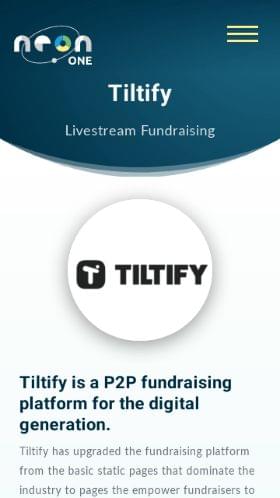 neon
ONE
Tiltify
Livestream Fundraising
TILTIFY
Tiltify is a P2P fundraising
platform for the digital
generation.
Tiltify has upgraded the fundraising platform
from the basic static pages that dominate the
industry to pages the empower fundraisers to